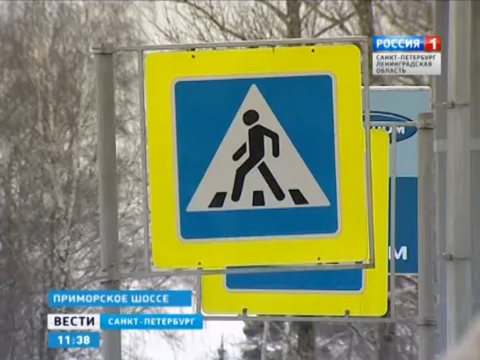 РОССИЯ 1
САНКТ-ПЕТЕРБУРГ
ЛЕНИНГРАДСКАЯ
ОБЛАСТЬ
ПРИМОРСКОЕ ШОССЕ
ВЕСТИ САНКТ-ПЕТЕРБУРГ
11:38